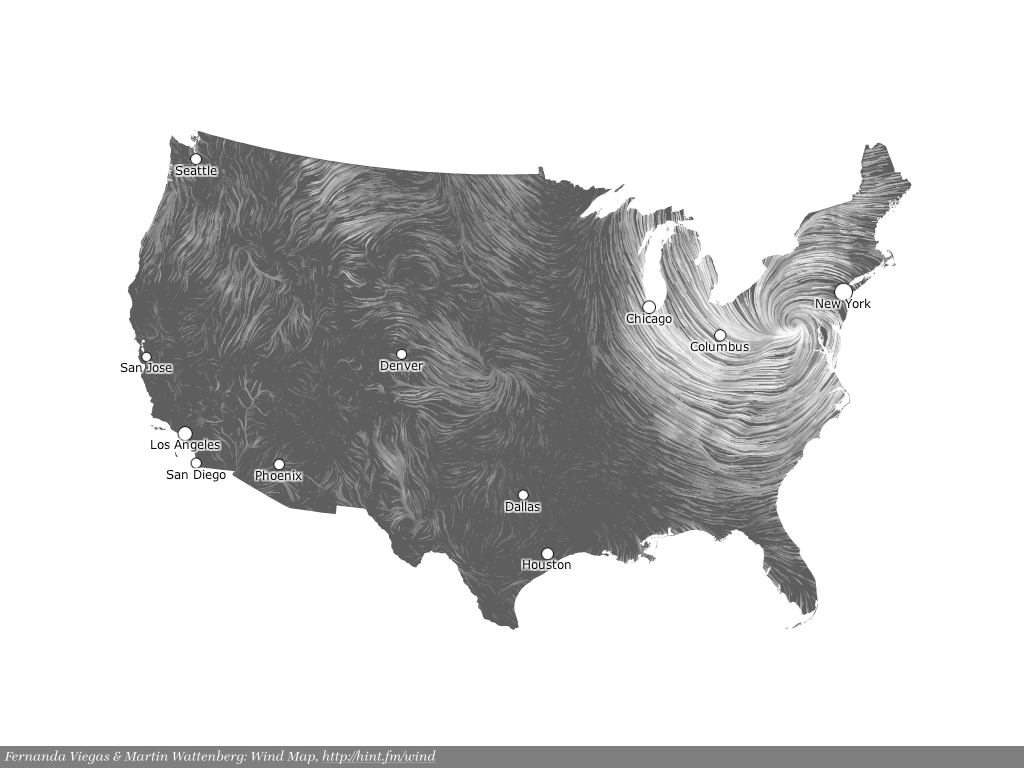 Seattle
New York
Chicago
Columbus
San Jose
Denver
Los Angeles
San Diego
Phoenix
Dallas
Houston
Fernanda Viegas & Martin Wattenberg: Wind Map, http://hint.fm/wind